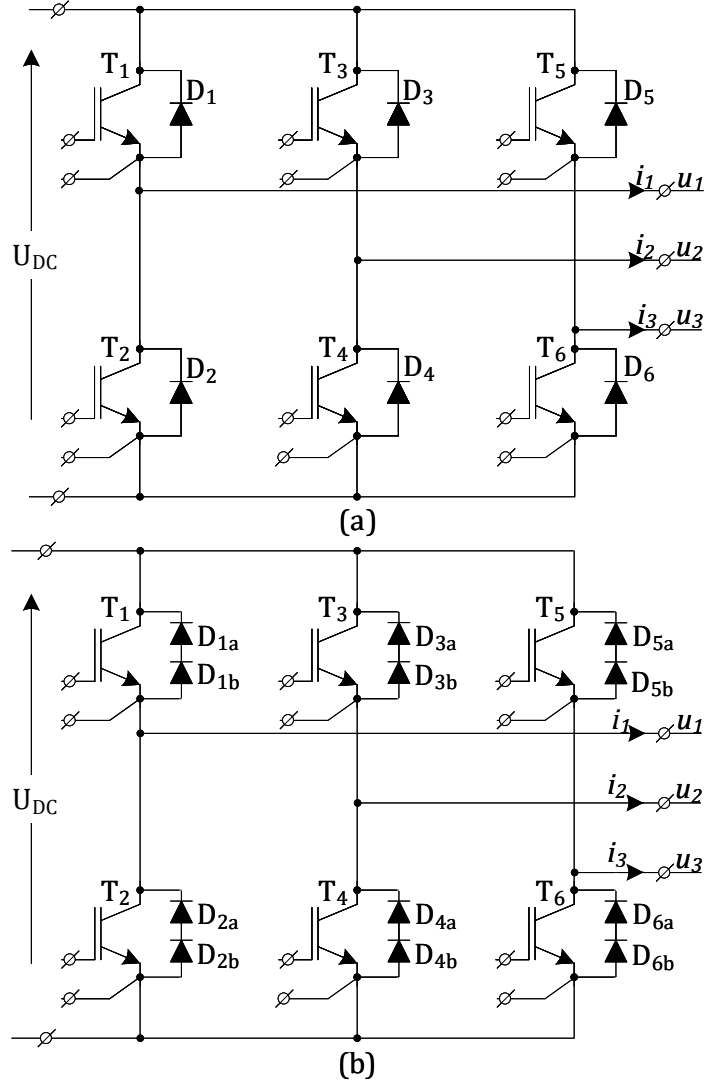 T1 D1 T3 D3 T5 D5
i1 u1
UDC i2 u2
i3 u3
T2 D2 T4 D4 T6 D6
(a)
T1 D1a T3 D3a T5 D5a
D1b D3b D5b
i1 u1
UDC i2 u2
i3 u3
T2 D2a T4 D4a T6 D6a
D2b D4b D6b
(b)